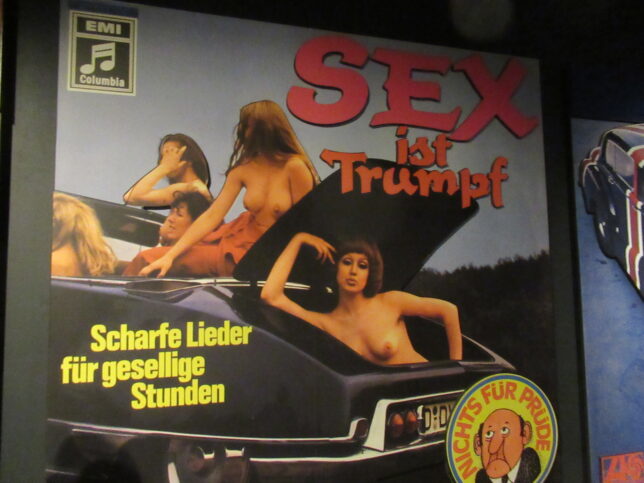 EMI
Columbia
SEX
ist
Trumpf
Scharfe Lieder
für gesellige
Stunden
NICHTS FÜR PRÜDE